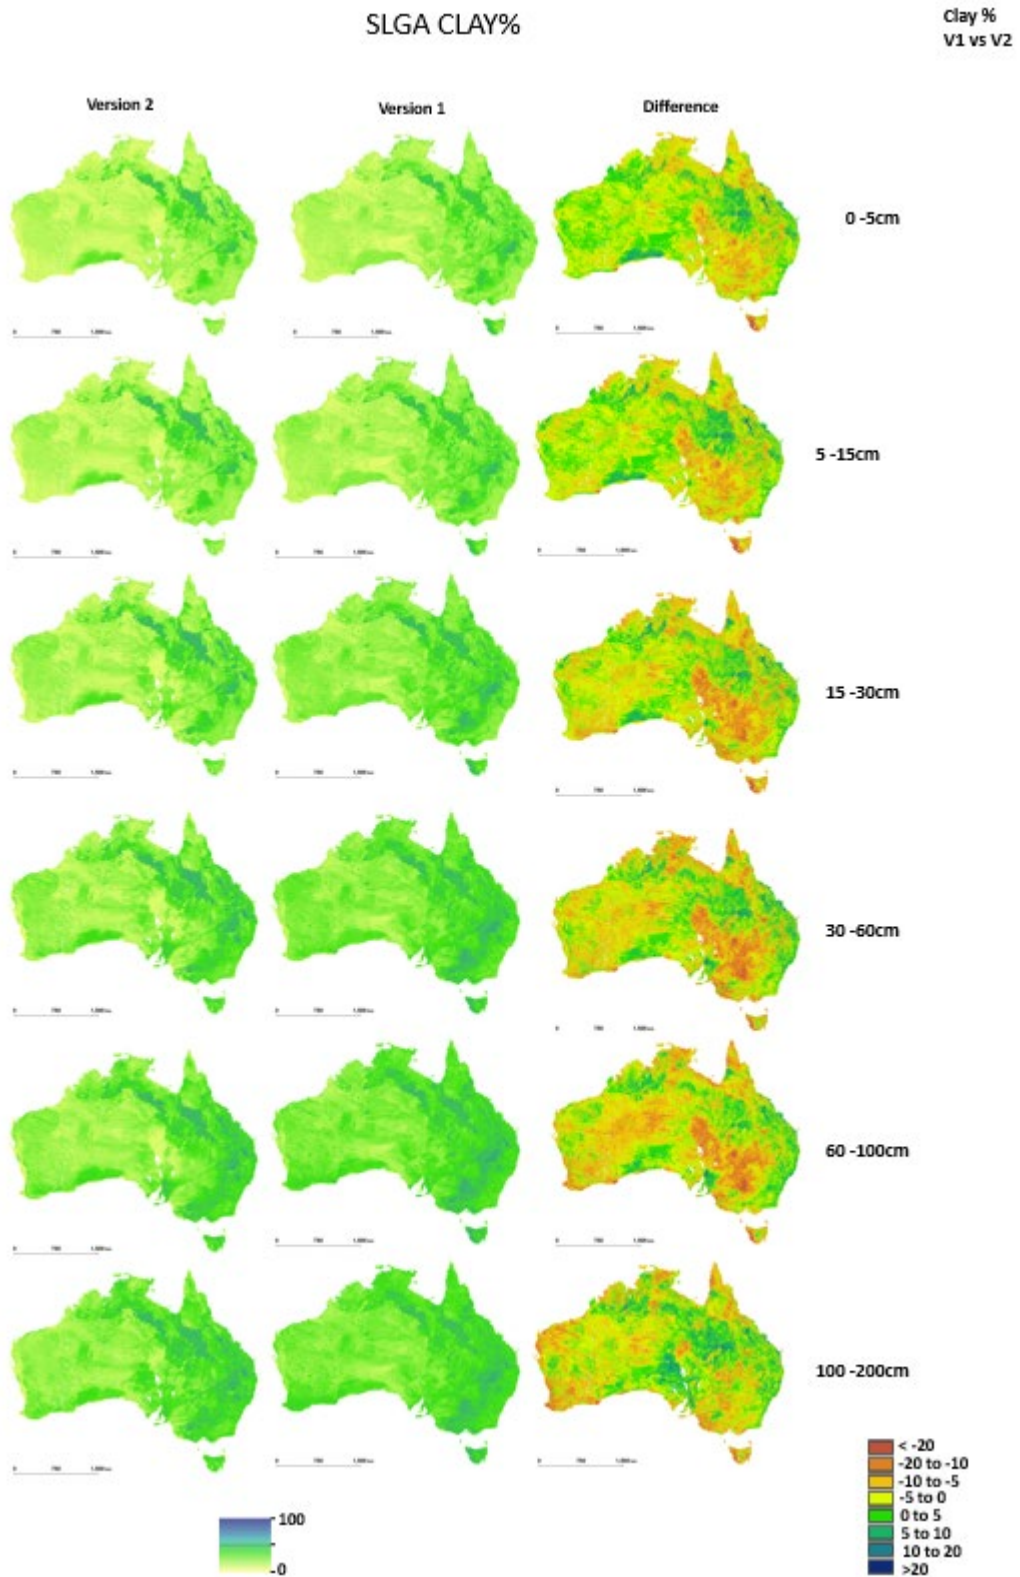 SLGA CLAY%
Clay %
V1 vs V2
Version 2
Version 1
Difference
0 -5cm
5 -15cm
15 -30cm
30 -60cm
60 -100cm
100 -200cm
100
0
< -20
-20 to -10
-10 to -5
-5 to 0
0 to 5
5 to 10
10 to 20
>20